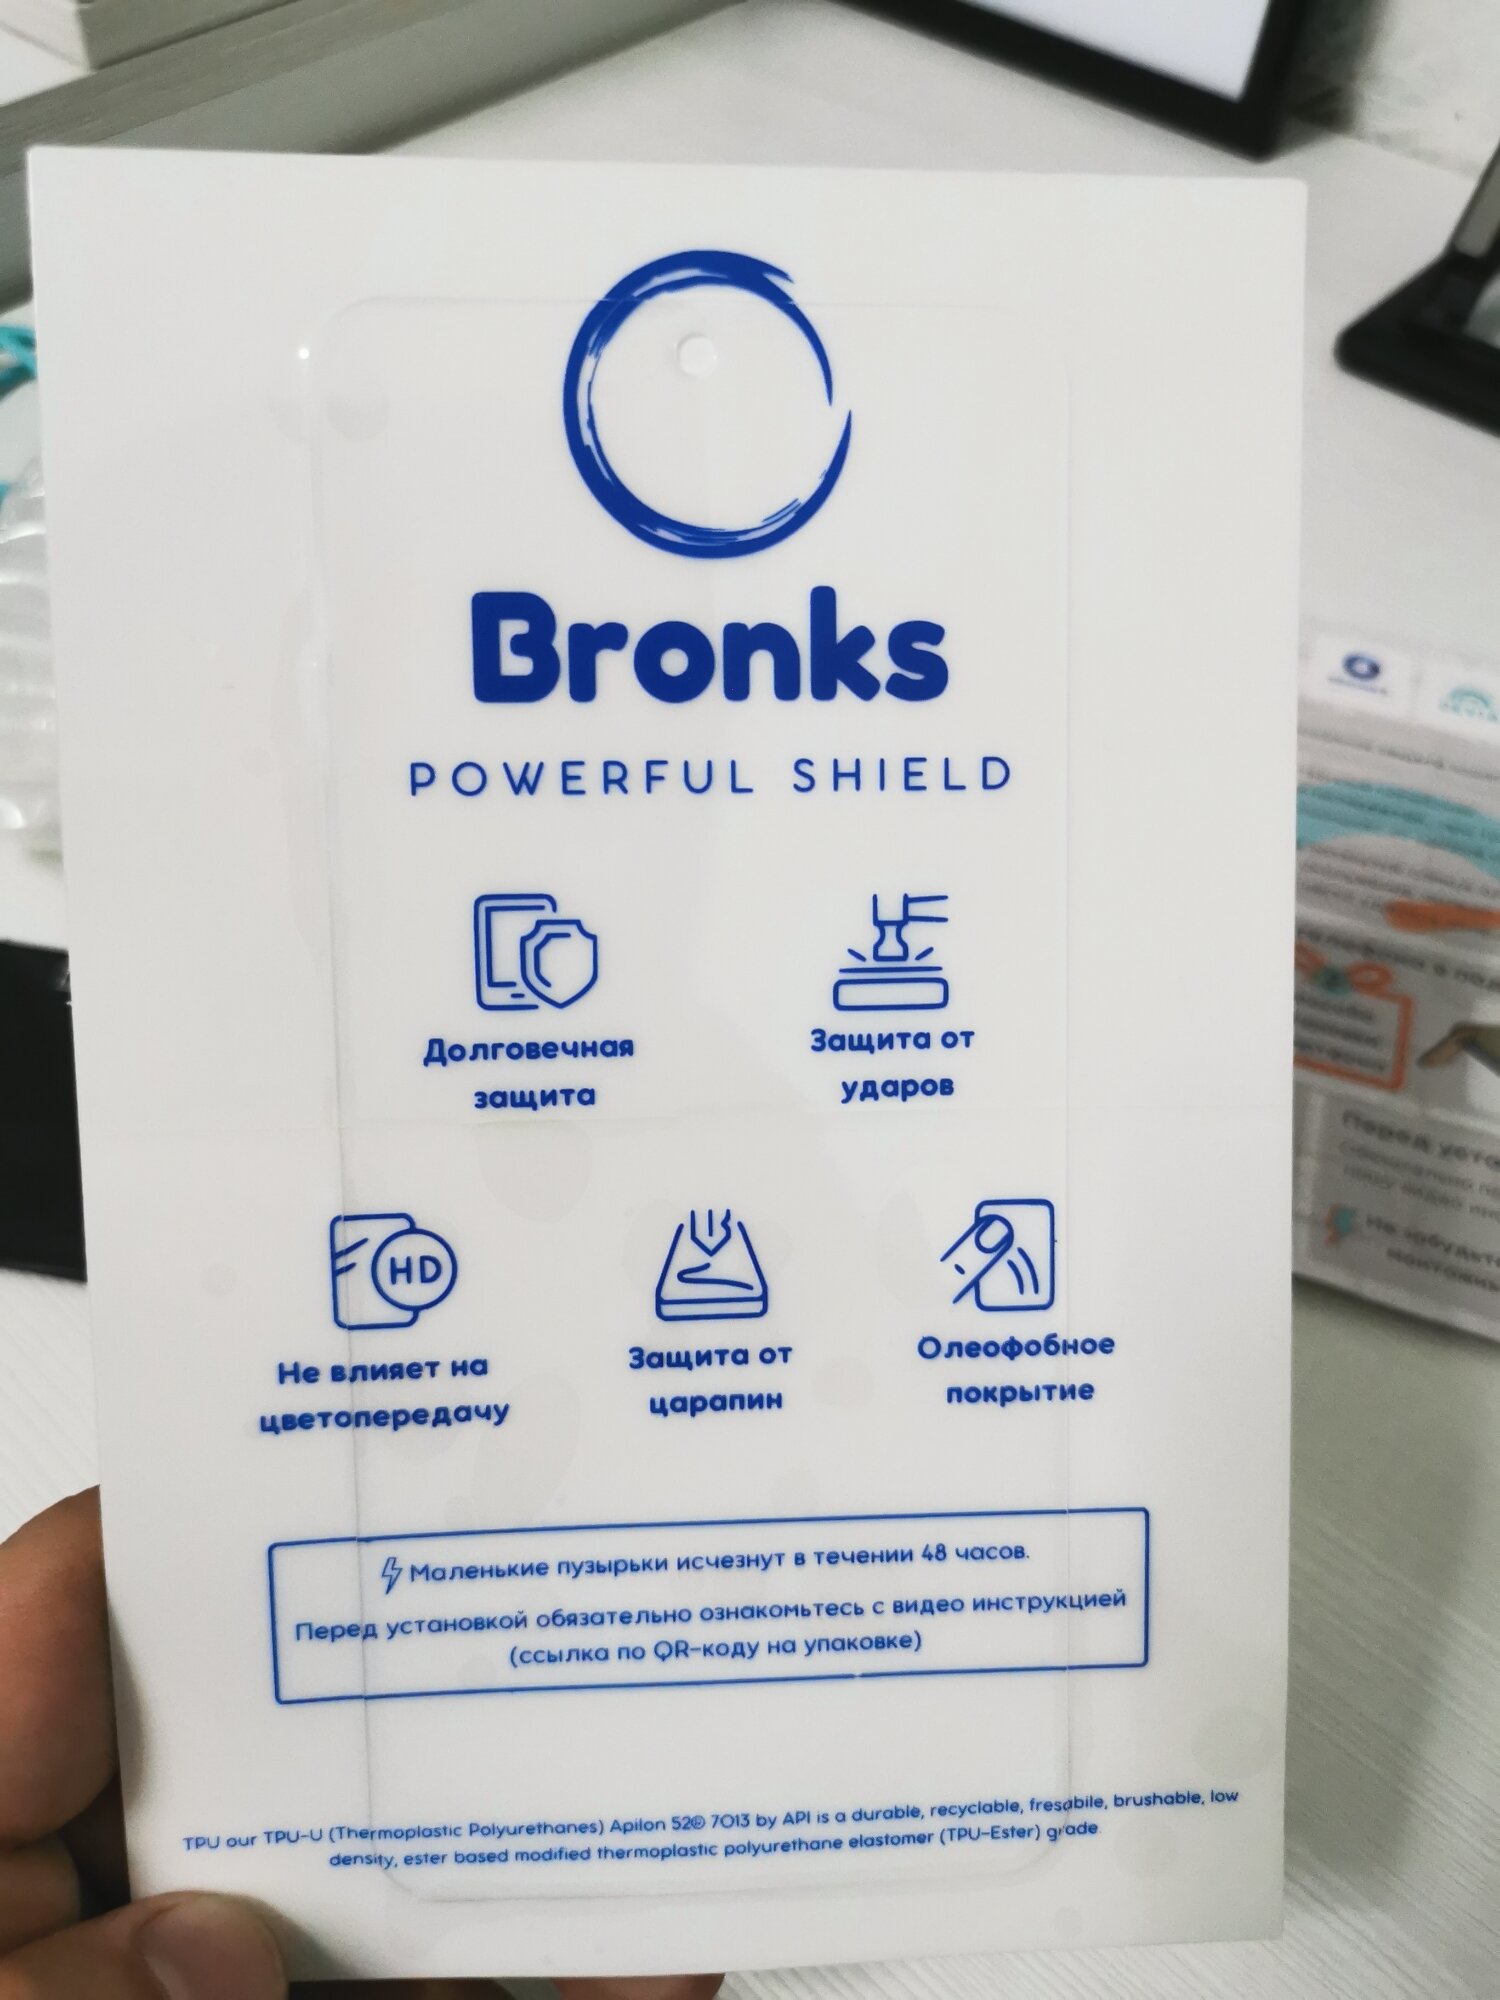 Bronks
POWERFUL SHIELD
Долговечная
защита
Защита от
ударов
HD
Не влияет на
цветопередачу
Защита от
царапин
Олеофобное
покрытие
Маленькие пузырьки исчезнут в течении 48 часов.
Перед установкой обязательно ознакомьтесь с видео инструкцией
(ссылка по QR-коду на упаковке)
TPU our TPU-U (Thermoplastic Polyurethanes) Apilon 52® 7013 by API is a durable, recyclable, fresabile, brushable, low
density, ester based modified thermoplastic polyurethane elastomer (TPU-Ester) grade.
Перед уста